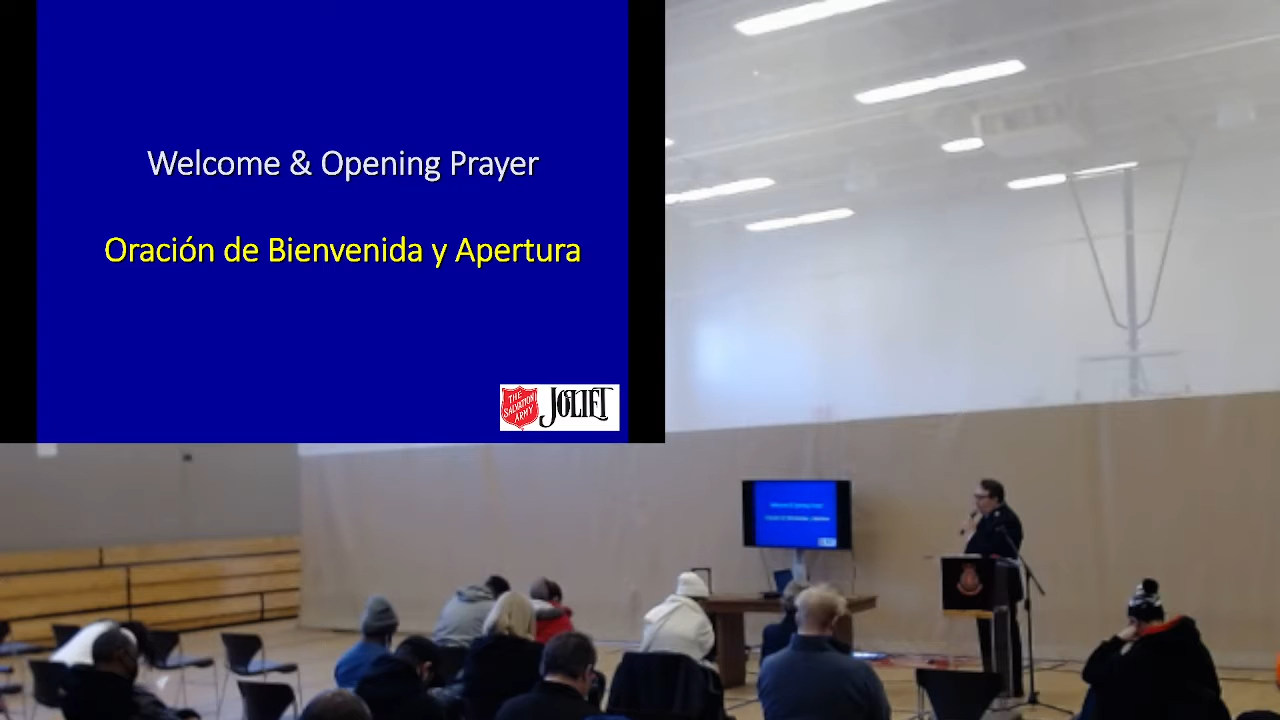 Welcome & Opening Prayer
Oración de Bienvenida y Apertura
THE
SALVATION
ARMY
JOLIET